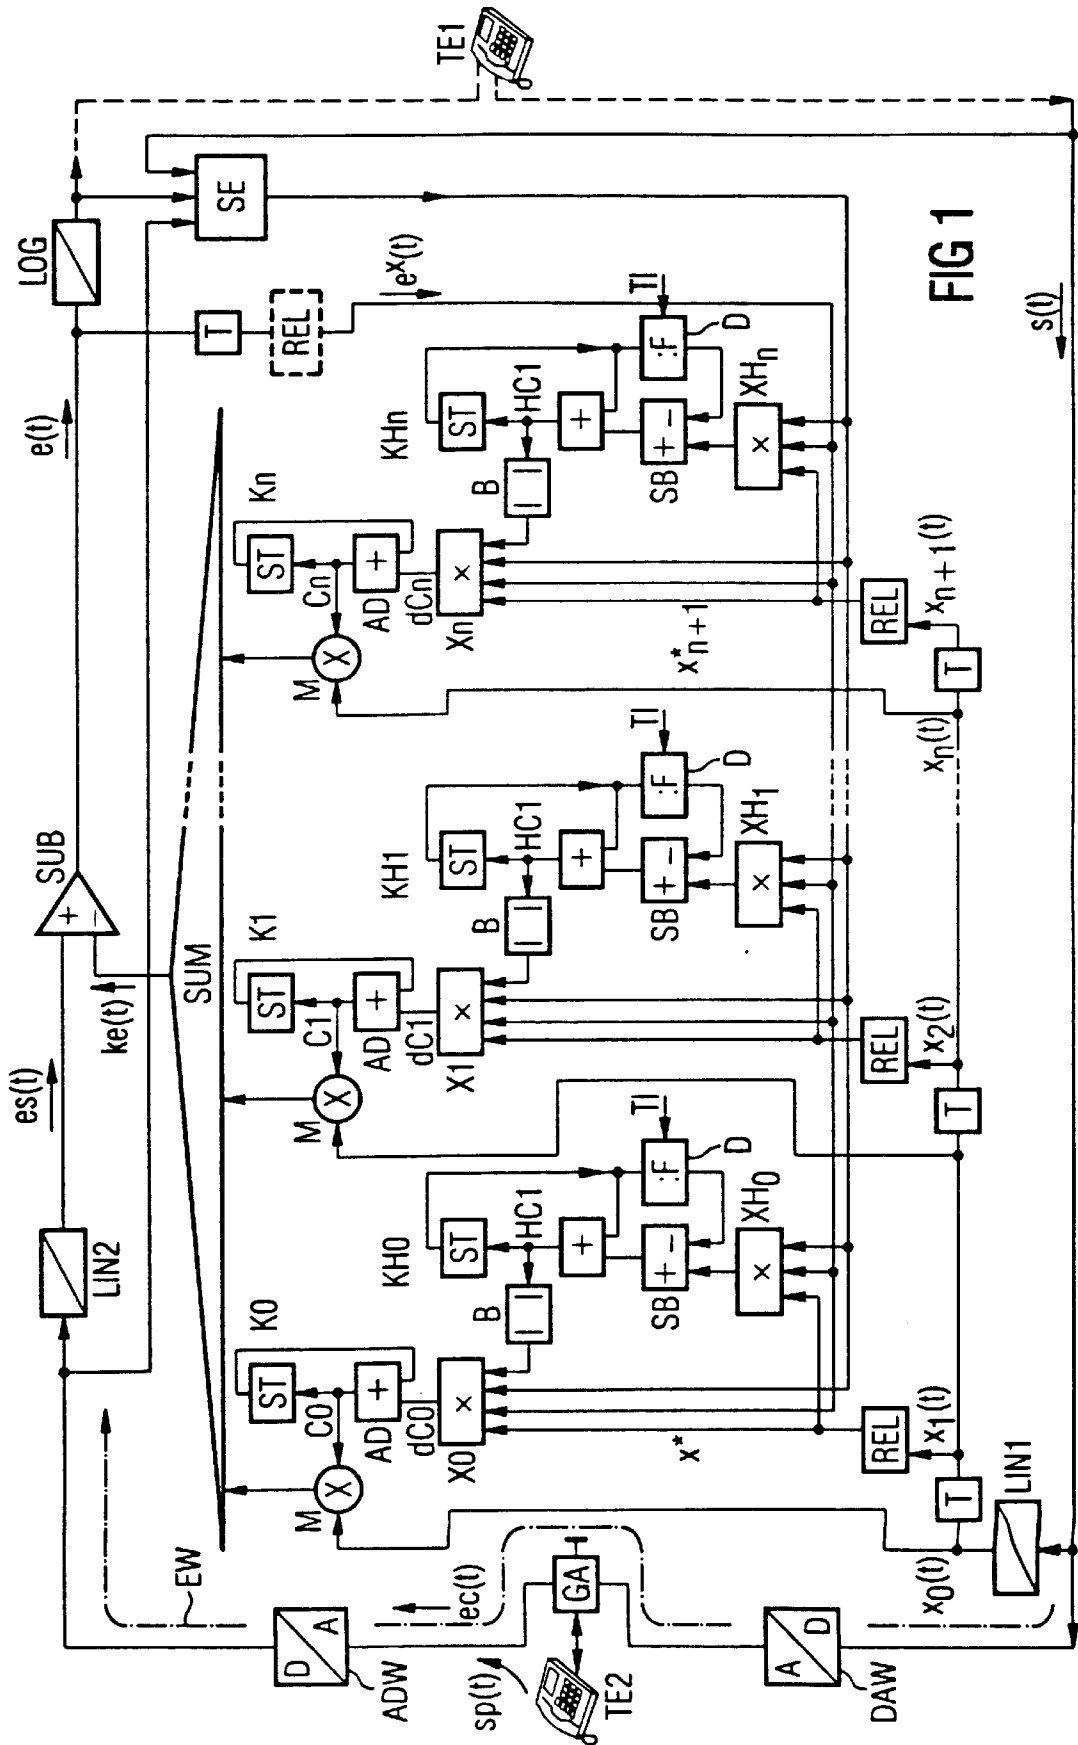 TE1
LOG
SE
T
REL
e^x(t)
FIG 1
s(t)
e(t)
SUB
+
−
ke(t)
SUM
es(t)
LIN2
EW
D
A
ADW
ec(t)
sp(t)
GA
TE2
A
D
DAW
Kn
ST
Cn
M
X
AD
+
dCn
×
Xn
KHn
ST
HC1
B
| |
+
TI
:F
D
SB
+ −
×
XHn
x*n+1
REL
xn+1(t)
T
xn(t)
K1
ST
C1
M
X
AD
+
dC1
×
X1
KH1
ST
HC1
B
| |
+
TI
:F
D
SB
+ −
×
XH1
REL
x2(t)
T
K0
ST
C0
M
X
AD
+
dC0
×
X0
KH0
ST
HC1
B
| |
+
TI
:F
D
SB
+ −
×
XH0
x*
REL
x1(t)
T
LIN1
x0(t)